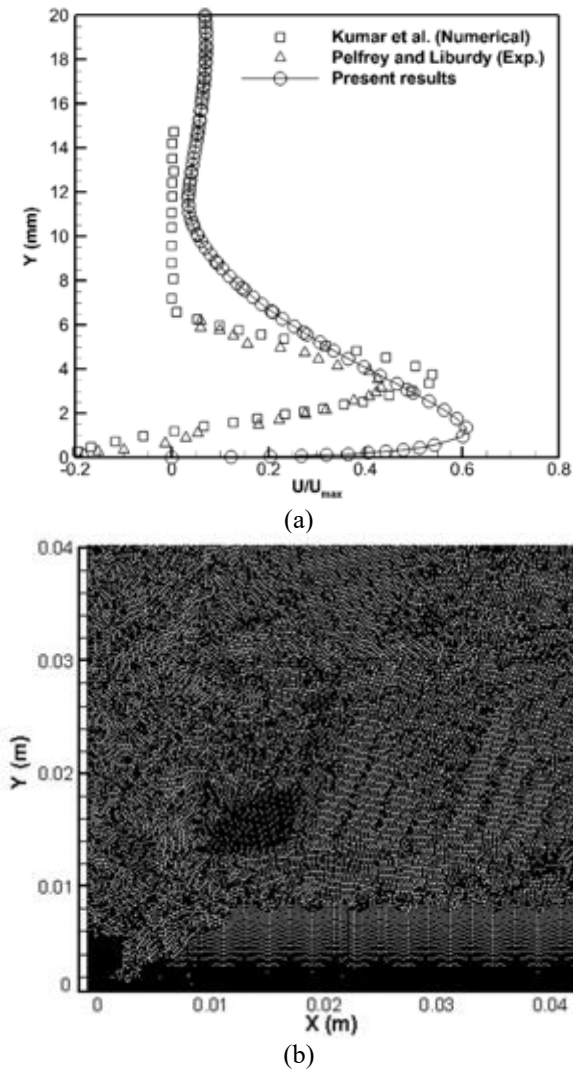 20
18
16
14
12
10
8
6
4
2
0
Y (mm)
Kumar et al. (Numerical)
Pelfrey and Liburdy (Exp.)
Present results
-0.2 0 0.2 0.4 0.6 0.8
U/Umax
(a)
0.04
0.03
0.02
0.01
0
Y (m)
0 0.01 0.02 0.03 0.04
X (m)
(b)